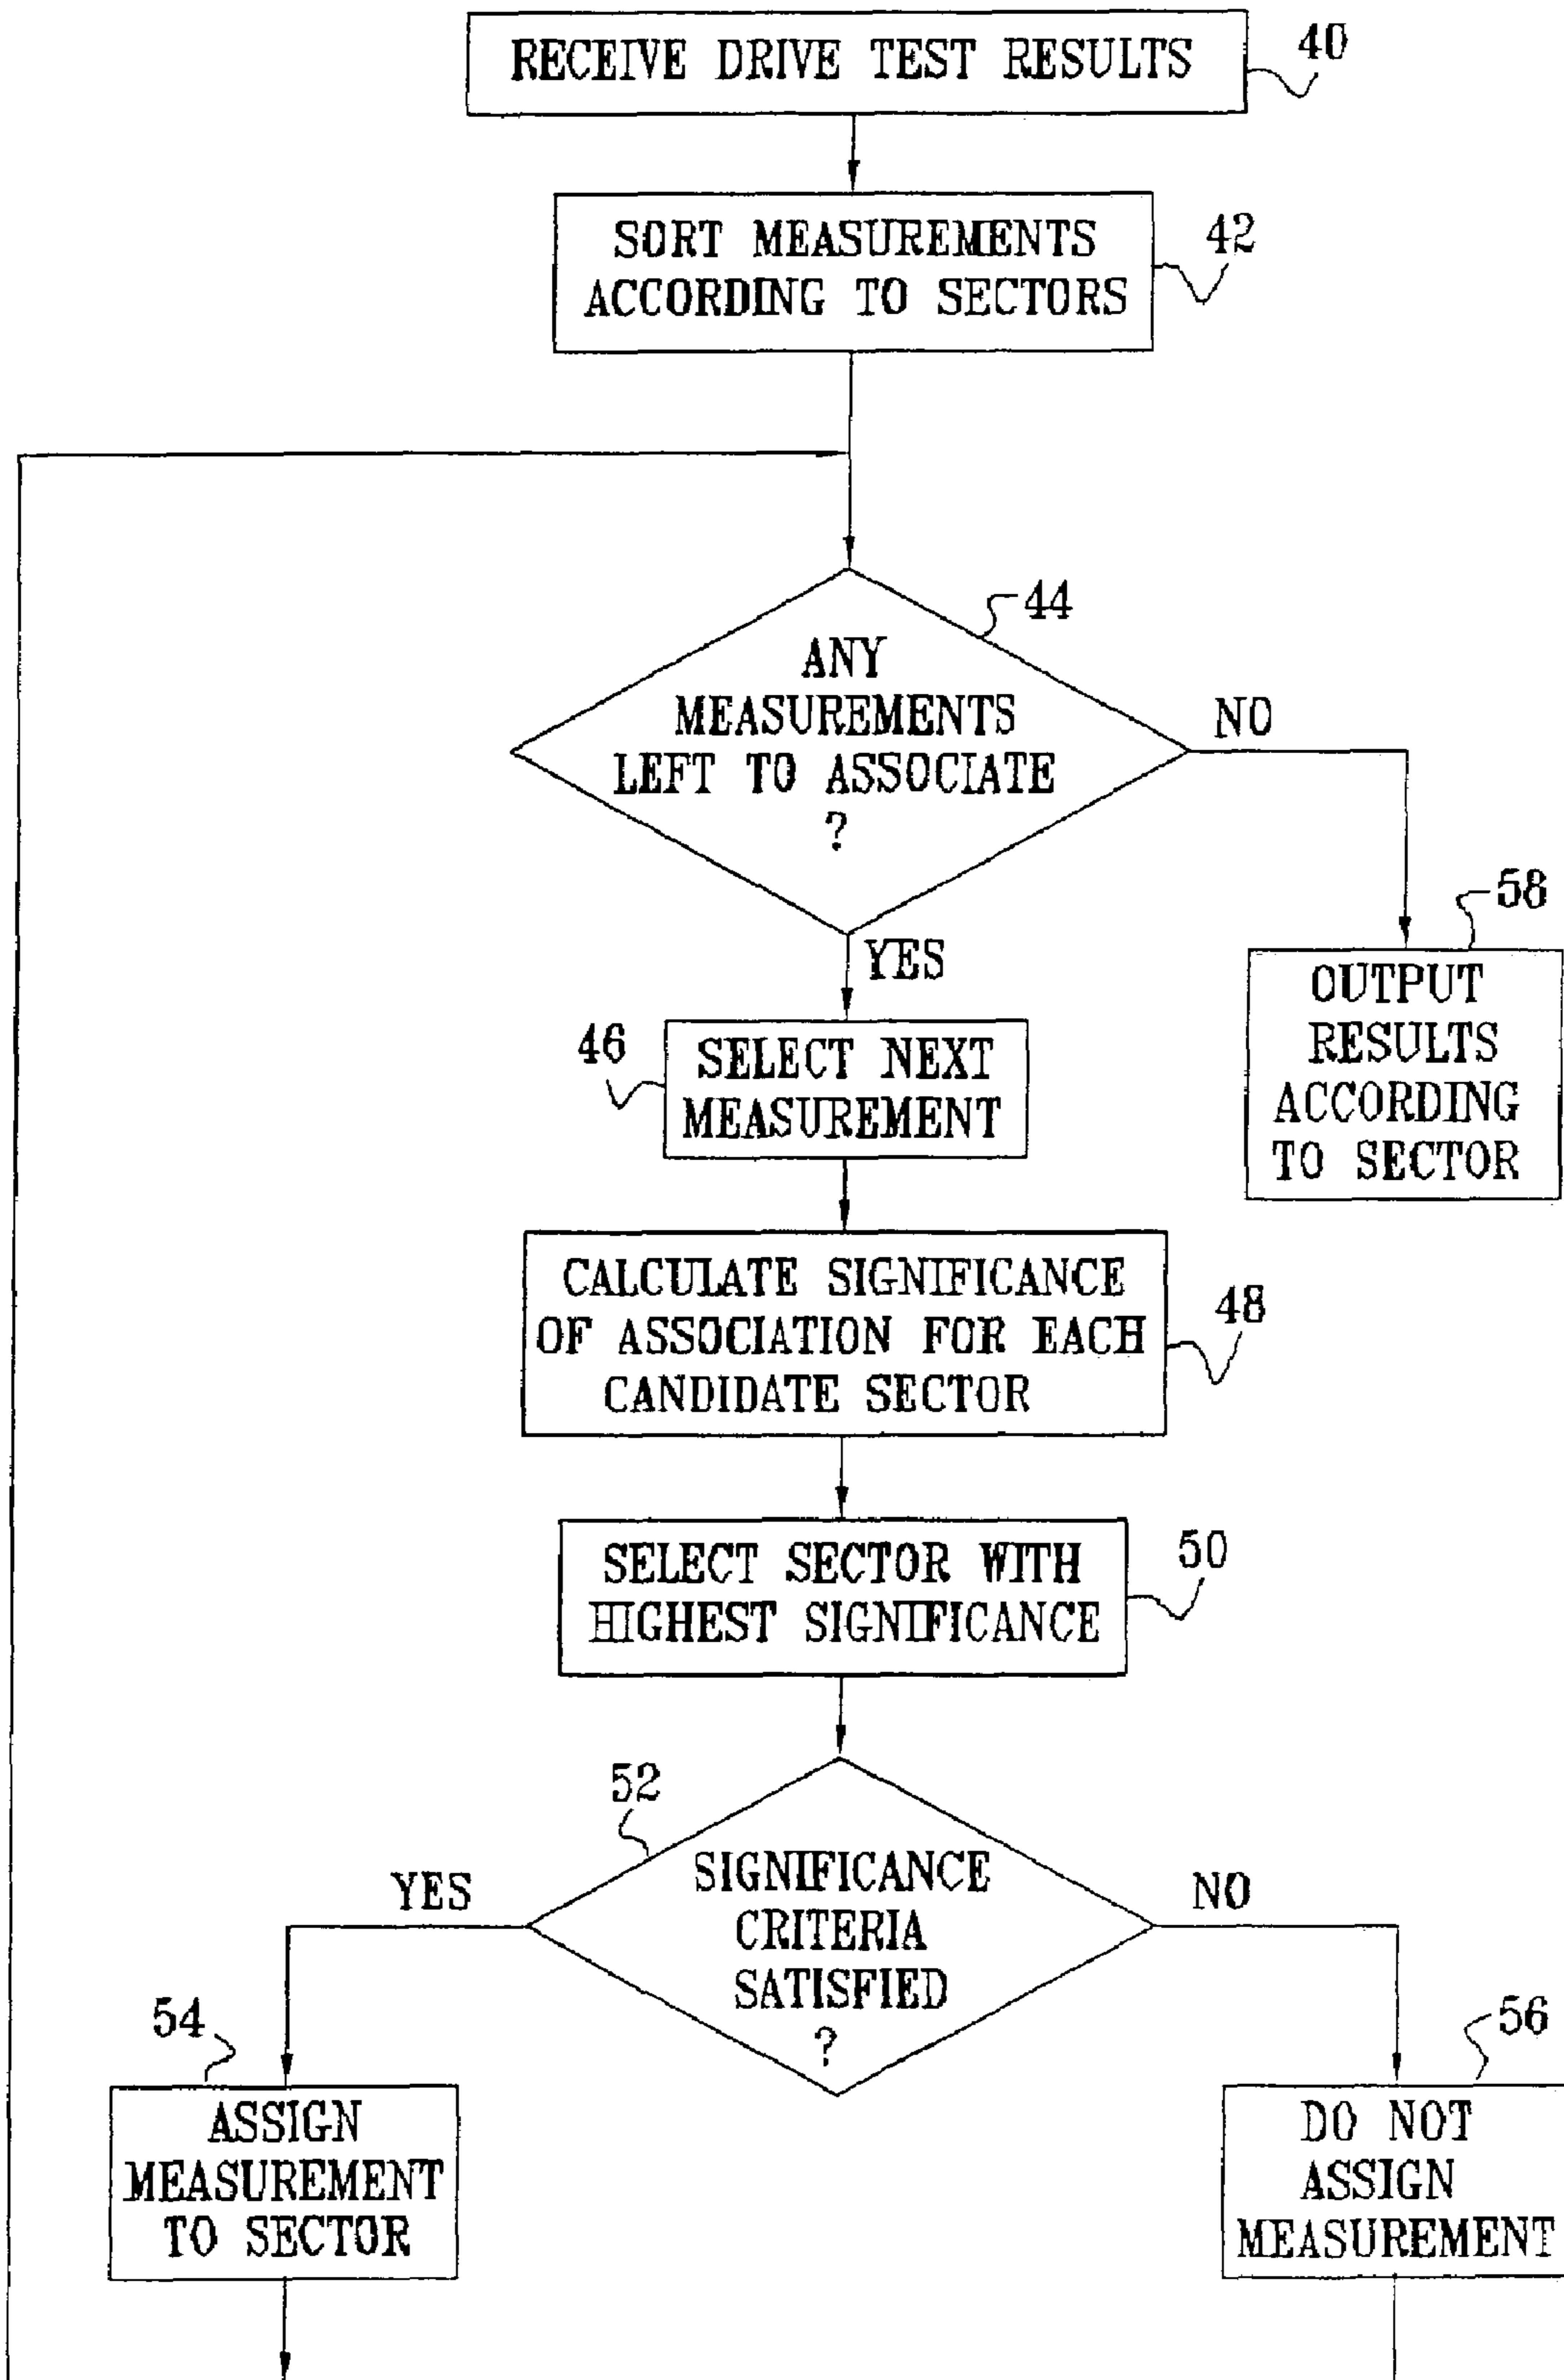 RECEIVE DRIVE TEST RESULTS
40
SORT MEASUREMENTS
ACCORDING TO SECTORS
42
44
ANY
MEASUREMENTS
LEFT TO ASSOCIATE
?
NO
YES
58
OUTPUT
RESULTS
ACCORDING
TO SECTOR
46
SELECT NEXT
MEASUREMENT
CALCULATE SIGNIFICANCE
OF ASSOCIATION FOR EACH
CANDIDATE SECTOR
48
SELECT SECTOR WITH
HIGHEST SIGNIFICANCE
50
52
SIGNIFICANCE
CRITERIA
SATISFIED
?
YES
NO
54
ASSIGN
MEASUREMENT
TO SECTOR
56
DO NOT
ASSIGN
MEASUREMENT